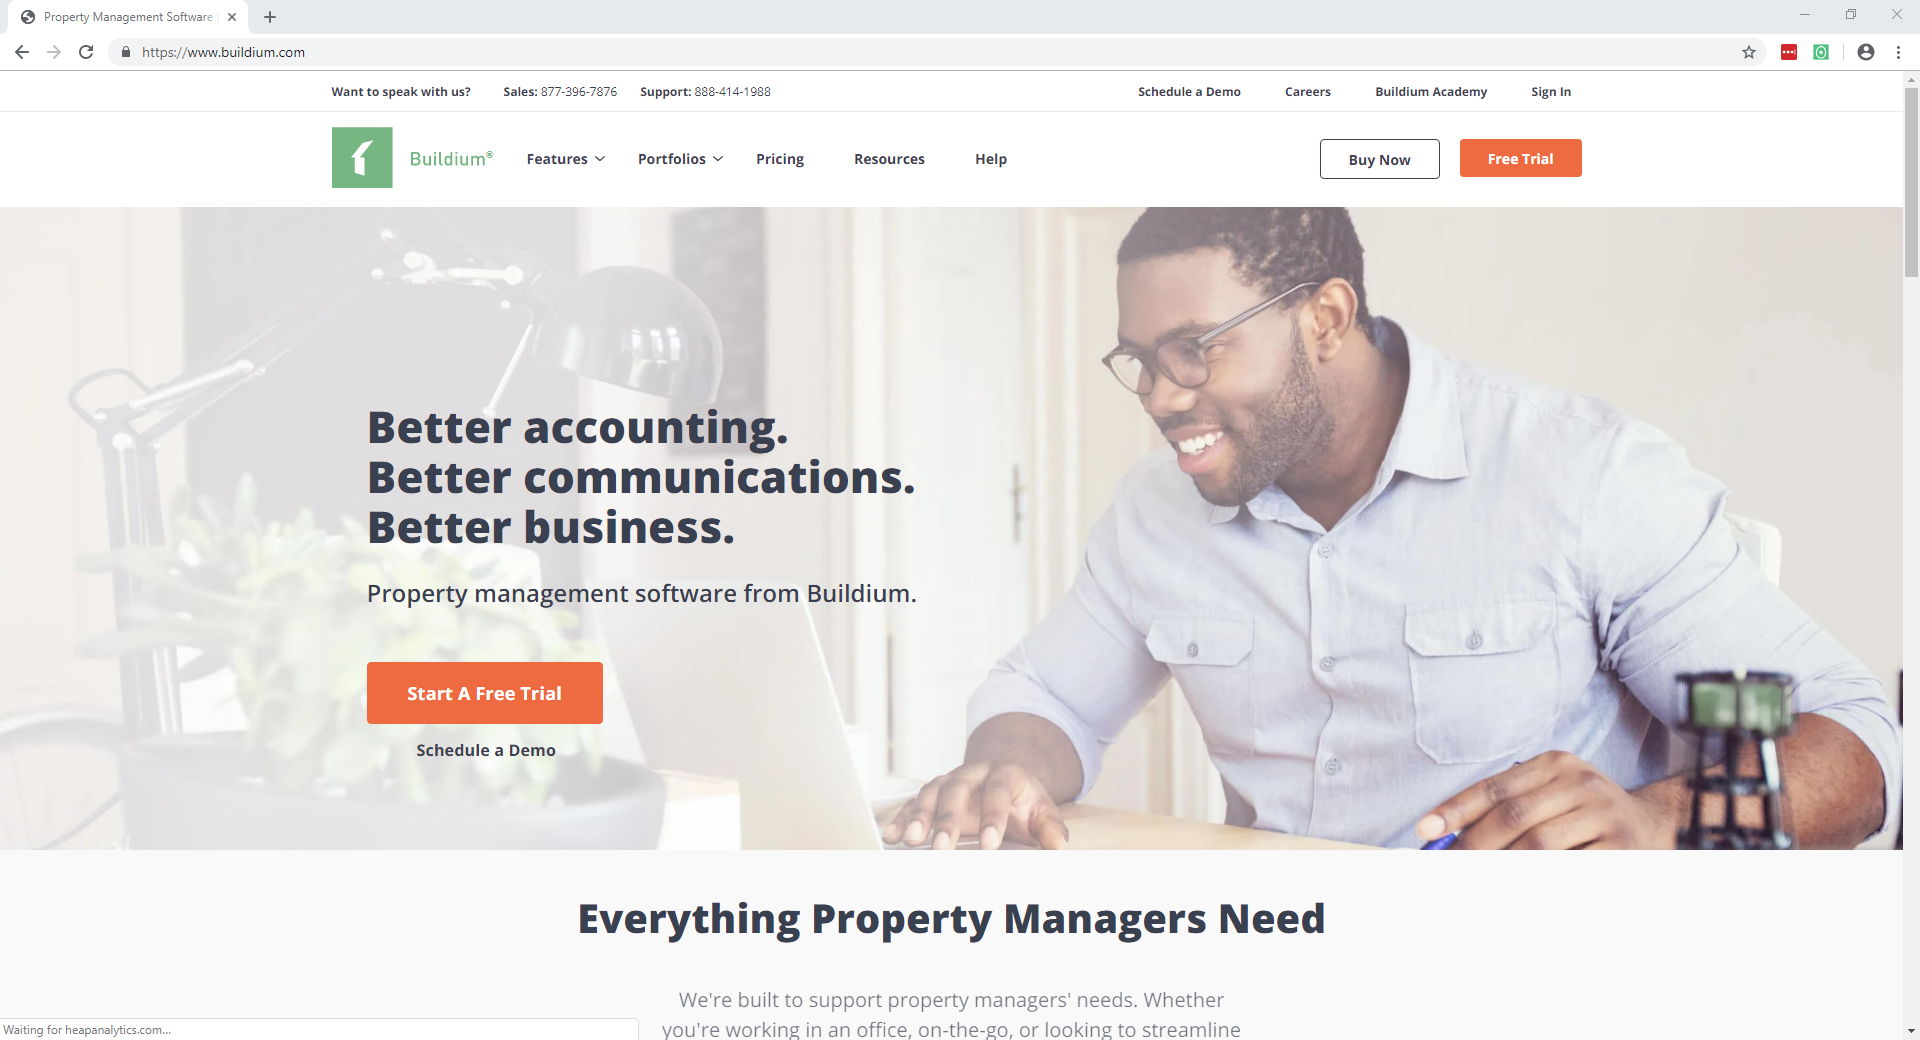 Property Management Software
https://www.buildium.com
Want to speak with us? Sales: 877-396-7876 Support: 888-414-1988 Schedule a Demo Careers Buildium Academy Sign In
Buildium® Features Portfolios Pricing Resources Help Buy Now Free Trial
Better accounting.
Better communications.
Better business.
Property management software from Buildium.
Start A Free Trial
Schedule a Demo
Everything Property Managers Need
We're built to support property managers' needs. Whether
you're working in an office, on-the-go, or looking to streamline
Waiting for heapanalytics.com...